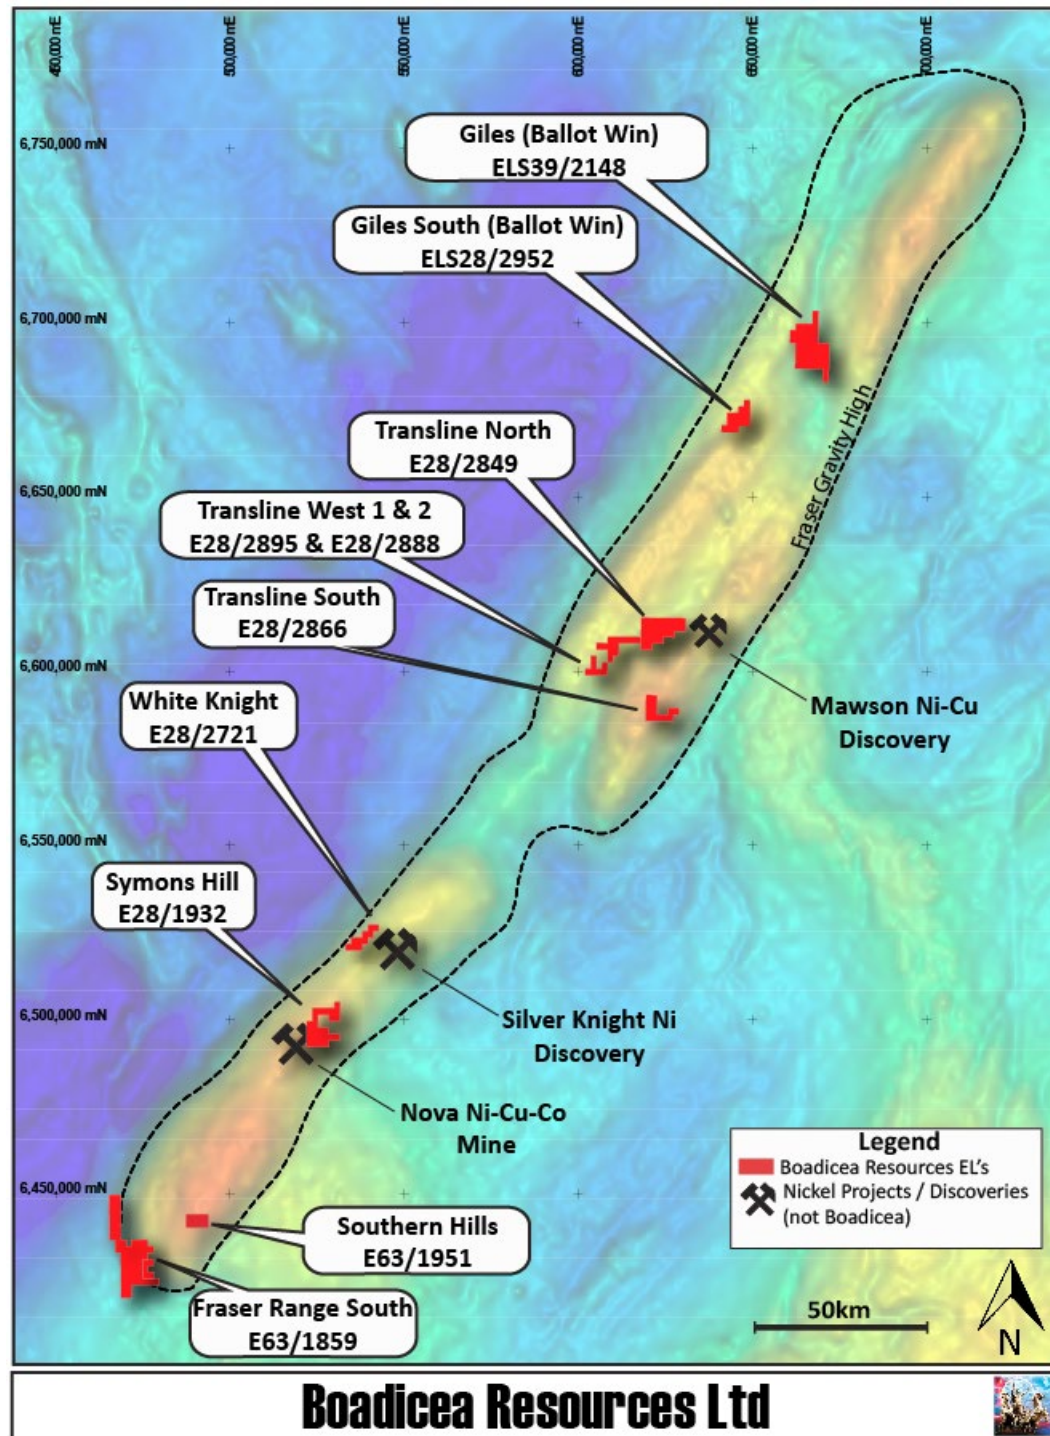 450,000 mE
500,000 mE
550,000 mE
600,000 mE
650,000 mE
700,000 mE
6,750,000 mN
Giles (Ballot Win)
ELS39/2148
Giles South (Ballot Win)
ELS28/2952
6,700,000 mN
Transline North
E28/2849
Fraser Gravity High
6,650,000 mN
Transline West 1 & 2
E28/2895 & E28/2888
Transline South
E28/2866
6,600,000 mN
White Knight
E28/2721
Mawson Ni-Cu
Discovery
6,550,000 mN
Symons Hill
E28/1932
6,500,000 mN
Silver Knight Ni
Discovery
Nova Ni-Cu-Co
Mine
Legend
Boadicea Resources EL's
Nickel Projects / Discoveries
(not Boadicea)
6,450,000 mN
Southern Hills
E63/1951
Fraser Range South
E63/1859
50km
N
Boadicea Resources Ltd